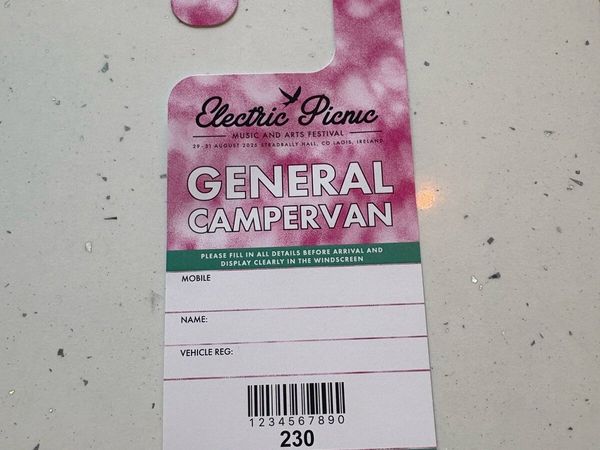 Electric Picnic
MUSIC AND ARTS FESTIVAL
29-31 AUGUST 2025 STRADBALLY HALL, CO LAOIS, IRELAND
GENERAL
CAMPERVAN
PLEASE FILL IN ALL DETAILS BEFORE ARRIVAL AND
DISPLAY CLEARLY IN THE WINDSCREEN
MOBILE
NAME:
VEHICLE REG:
1234567890
230